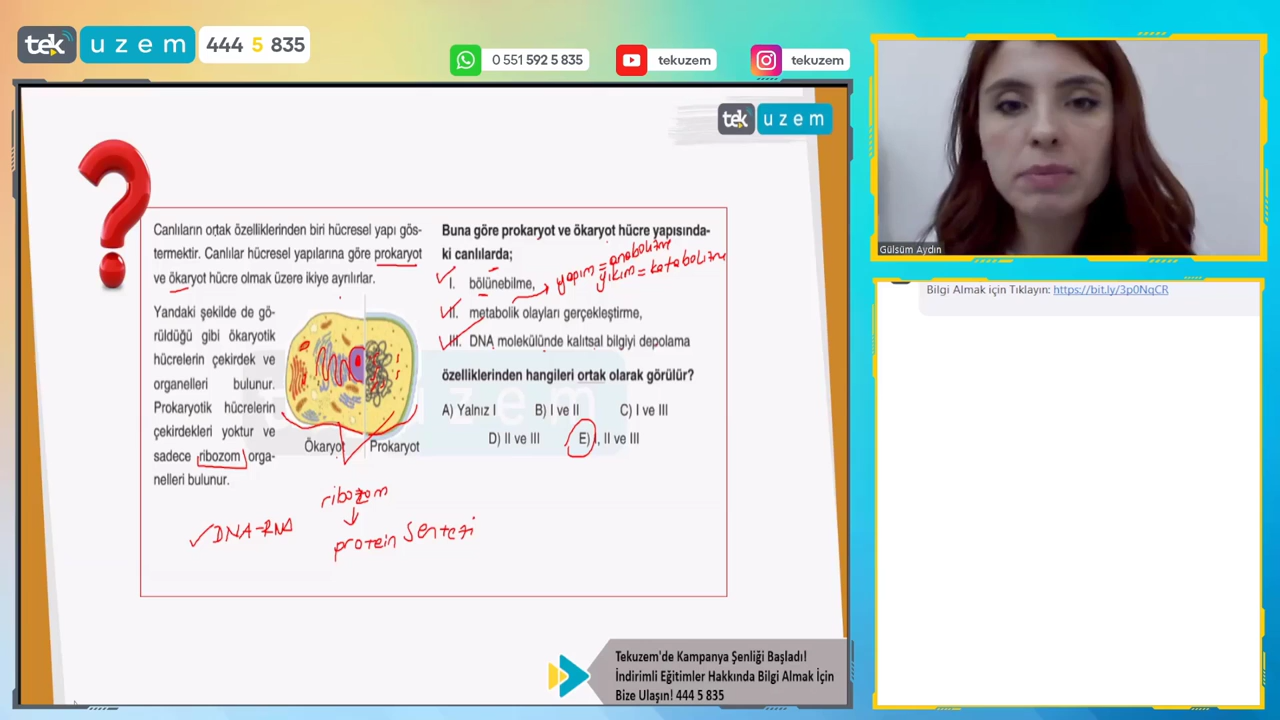 tek uzem 444 5 835
0 551 592 5 835 tekuzem tekuzem
tek uzem
Canlıların ortak özelliklerinden biri hücresel yapı gös-
termektir. Canlılar hücresel yapılarına göre prokaryot
ve ökaryot hücre olmak üzere ikiye ayrılırlar.
Yandaki şekilde de gö-
rüldüğü gibi ökaryotik
hücrelerin çekirdek ve
organelleri bulunur.
Prokaryotik hücrelerin
çekirdekleri yoktur ve
sadece ribozom orga-
nelleri bulunur.
Ökaryot Prokaryot
ribozom
protein sentezi
DNA-RNA
Buna göre prokaryot ve ökaryot hücre yapısında-
ki canlılarda;
yapım = anabolizma
yıkım = katabolizma
I. bölünebilme,
II. metabolik olayları gerçekleştirme,
III. DNA molekülünde kalıtsal bilgiyi depolama
özelliklerinden hangileri ortak olarak görülür?
A) Yalnız I B) I ve II C) I ve III
D) II ve III E) I, II ve III
uzem
Gülsüm Aydın
Bilgi Almak için Tıklayın: https://bit.ly/3p0NqCR
Tekuzem'de Kampanya Şenliği Başladı!
İndirimli Eğitimler Hakkında Bilgi Almak İçin
Bize Ulaşın! 444 5 835